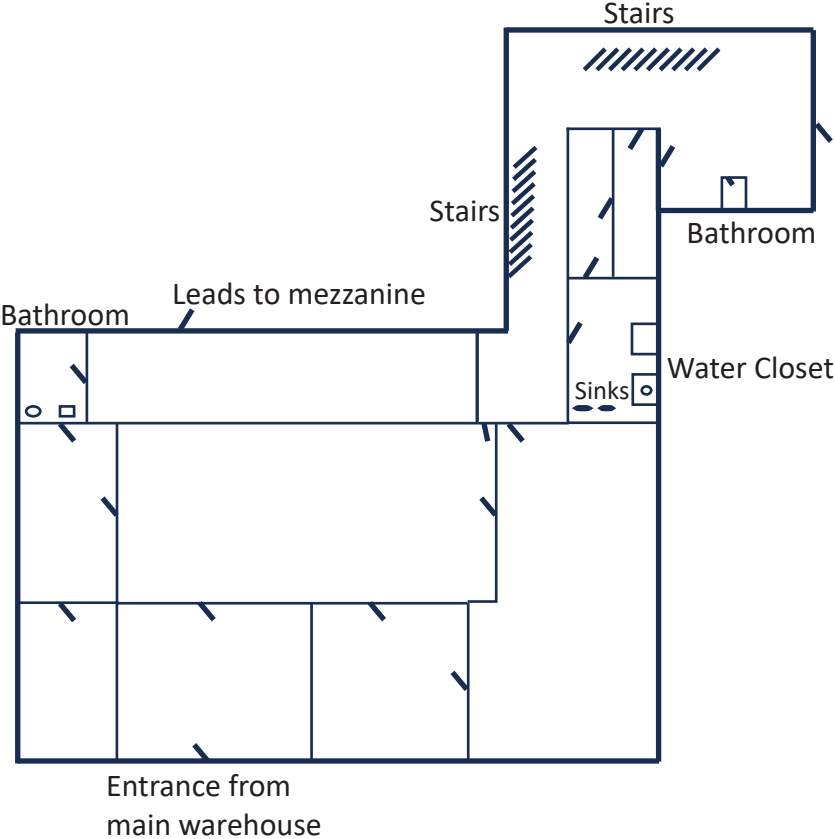 Stairs
Stairs
Bathroom
Leads to mezzanine
Bathroom
Water Closet
Sinks
Entrance from
main warehouse